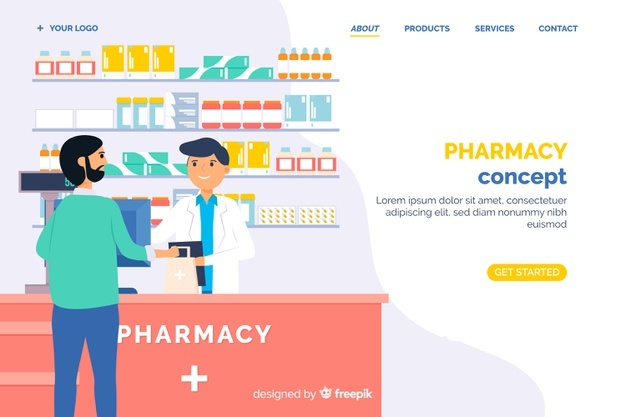 + YOUR LOGO
ABOUT PRODUCTS SERVICES CONTACT
PHARMACY
concept
Lorem ipsum dolor sit amet, consectetuer
adipiscing elit, sed diam nonummy nibh
euismod
GET STARTED
PHARMACY
designed by freepik